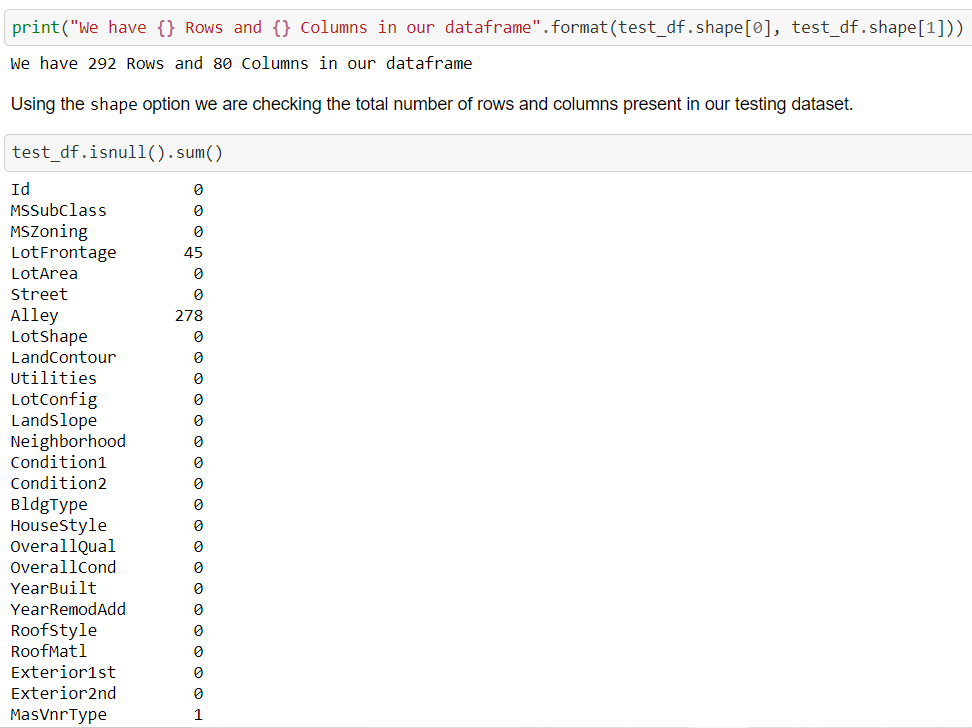 print("We have {} Rows and {} Columns in our dataframe".format(test_df.shape[0], test_df.shape[1]))
We have 292 Rows and 80 Columns in our dataframe
Using the shape option we are checking the total number of rows and columns present in our testing dataset.
test_df.isnull().sum()
Id 0
MSSubClass 0
MSZoning 0
LotFrontage 45
LotArea 0
Street 0
Alley 278
LotShape 0
LandContour 0
Utilities 0
LotConfig 0
LandSlope 0
Neighborhood 0
Condition1 0
Condition2 0
BldgType 0
HouseStyle 0
OverallQual 0
OverallCond 0
YearBuilt 0
YearRemodAdd 0
RoofStyle 0
RoofMatl 0
Exterior1st 0
Exterior2nd 0
MasVnrType 1